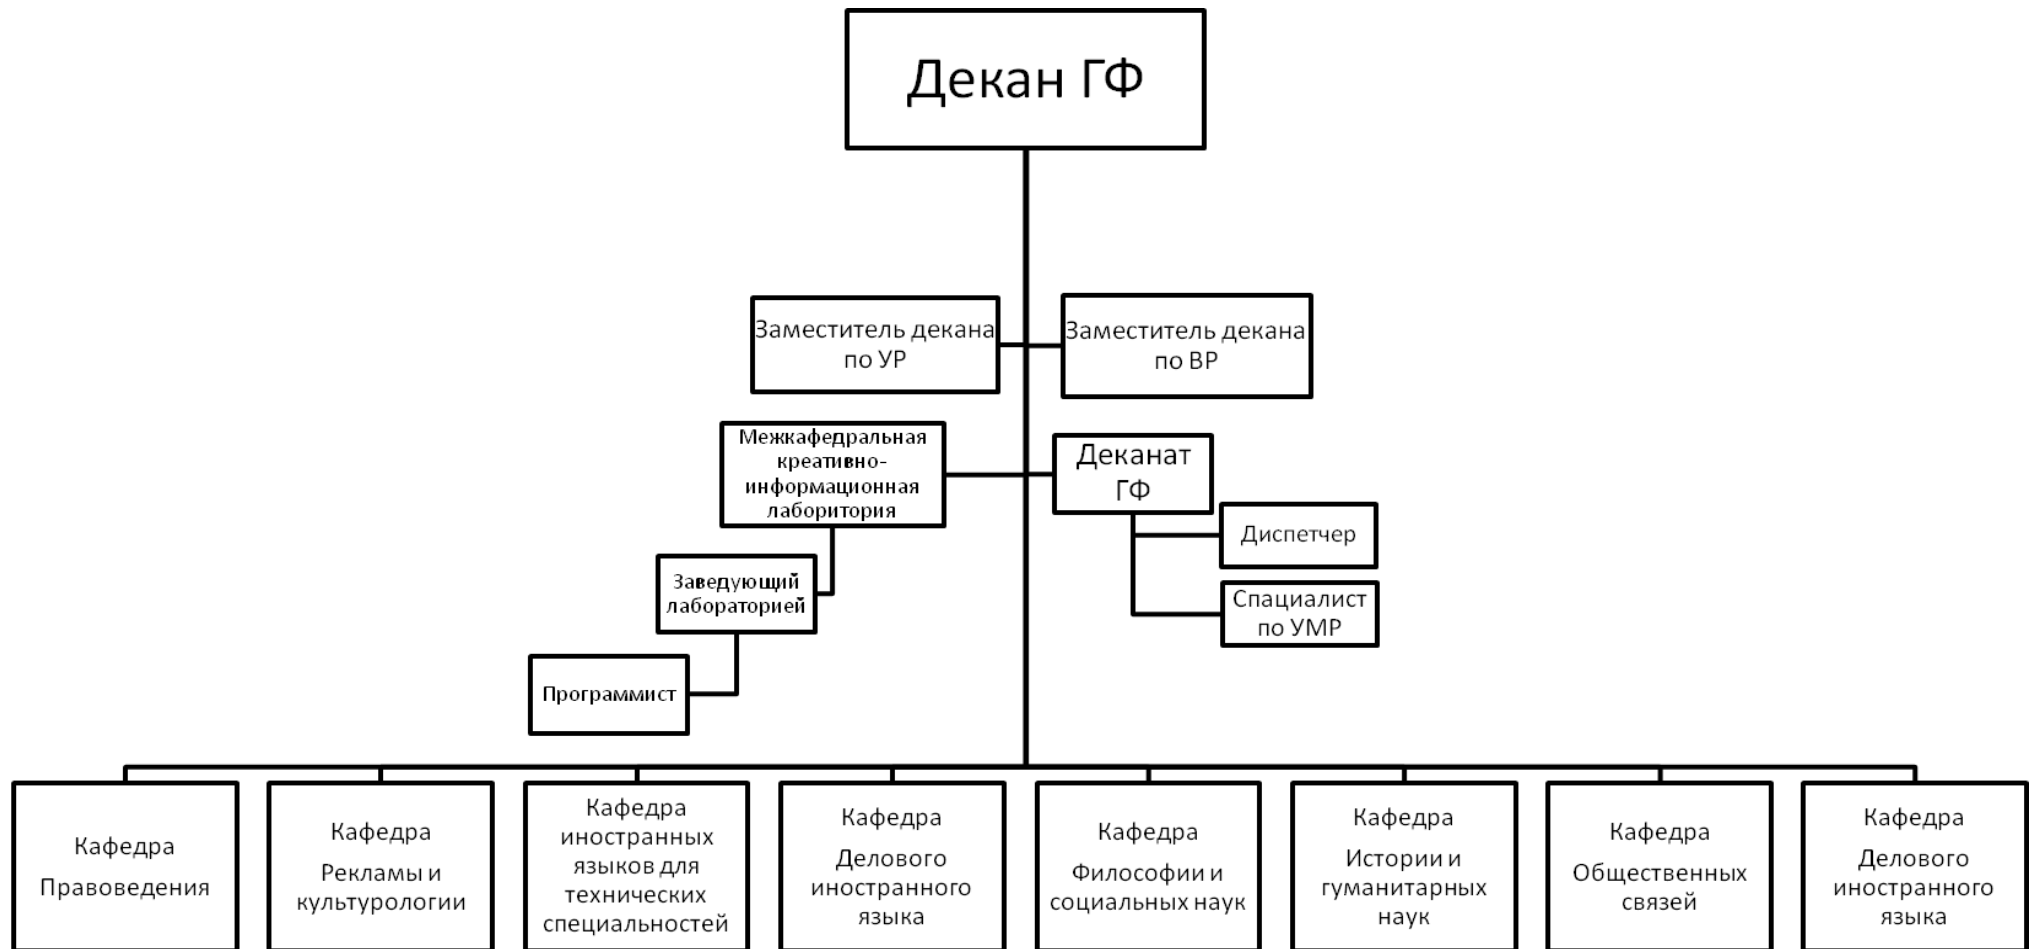 Декан ГФ
Заместитель декана
по УР
Заместитель декана
по ВР
Межкафедральная
креативно-
информационная
лаборитория
Деканат
ГФ
Диспетчер
Заведующий
лабораторией
Спациалист
по УМР
Программист
Кафедра
Правоведения
Кафедра
Рекламы и
культурологии
Кафедра
иностранных
языков для
технических
специальностей
Кафедра
Делового
иностранного
языка
Кафедра
Философии и
социальных наук
Кафедра
Истории и
гуманитарных
наук
Кафедра
Общественных
связей
Кафедра
Делового
иностранного
языка